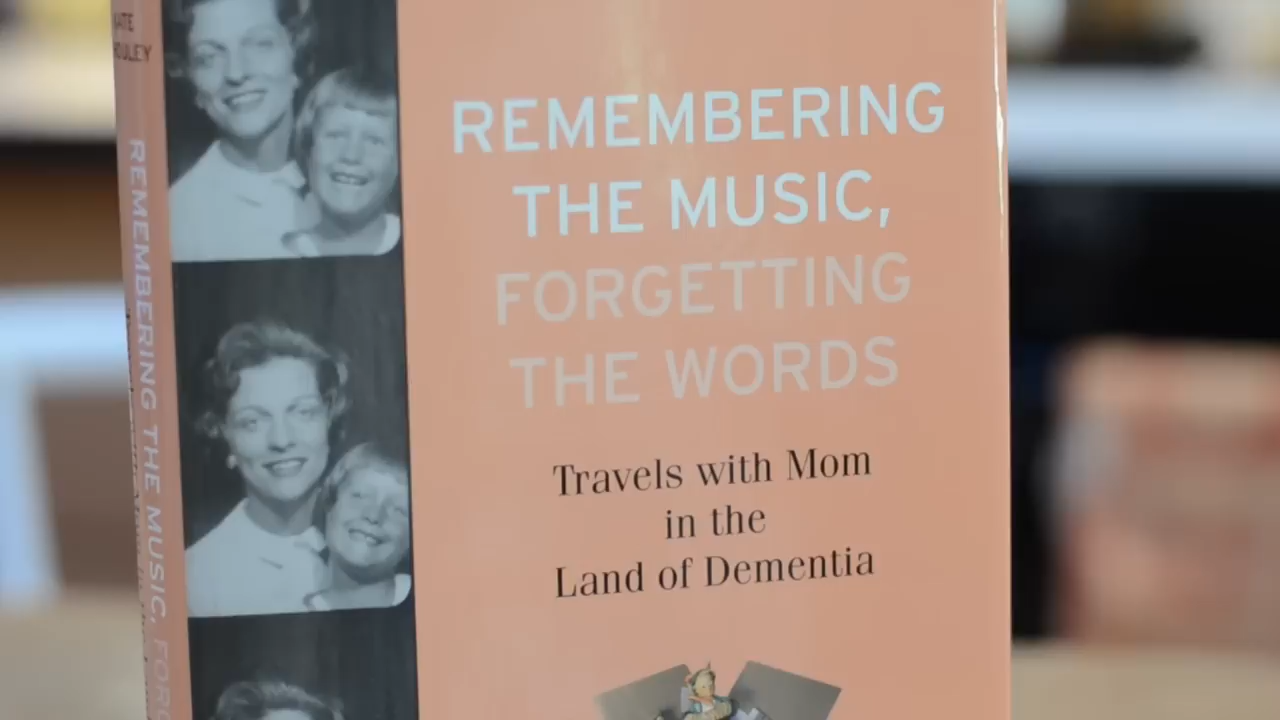 REMEMBERING
THE MUSIC,
FORGETTING
THE WORDS
Travels with Mom
in the
Land of Dementia
REMEMBERING THE MUSIC,